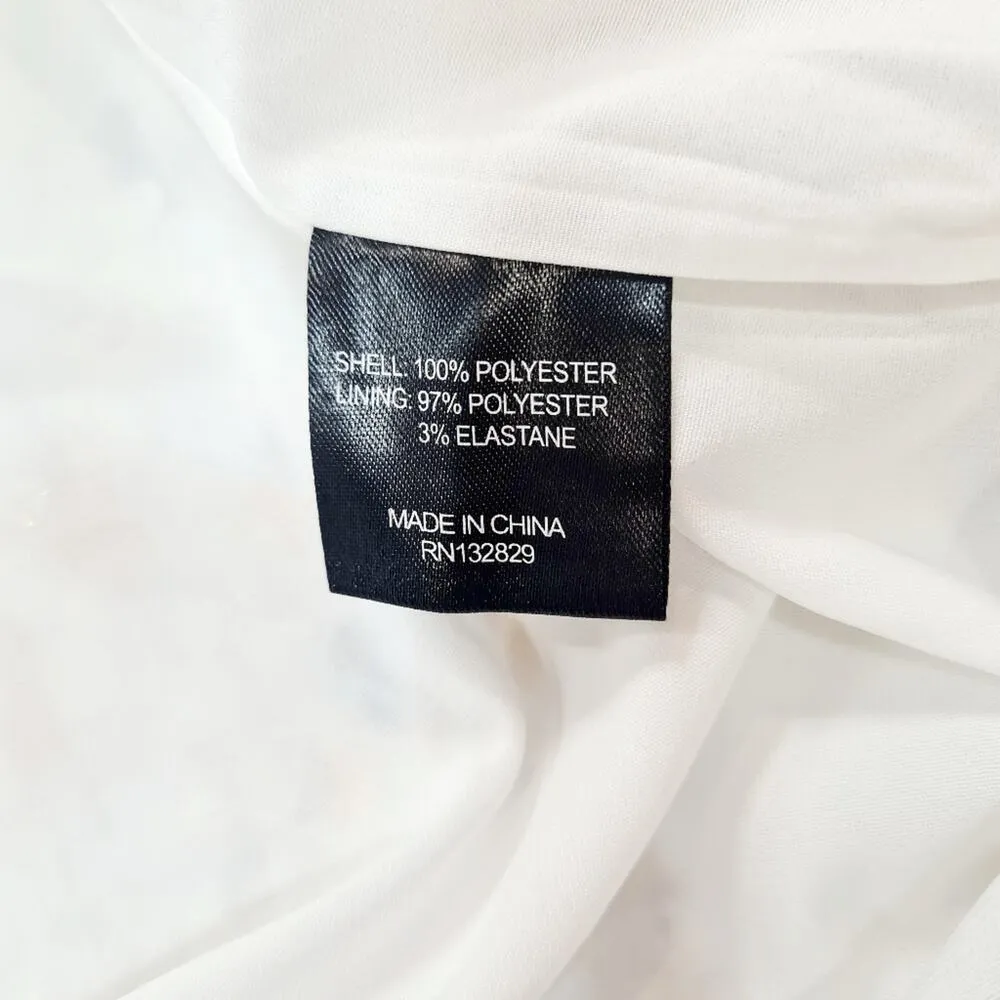 SHELL: 100% POLYESTER
LINING: 97% POLYESTER
3% ELASTANE
MADE IN CHINA
RN132829